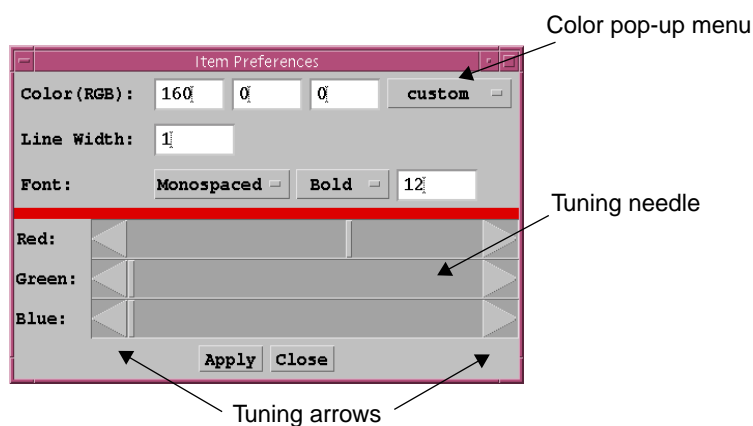 Color pop-up menu
Item Preferences
Color(RGB): 160 0 0 custom
Line Width: 1
Font: Monospaced Bold 12
Tuning needle
Red:
Green:
Blue:
Apply Close
Tuning arrows